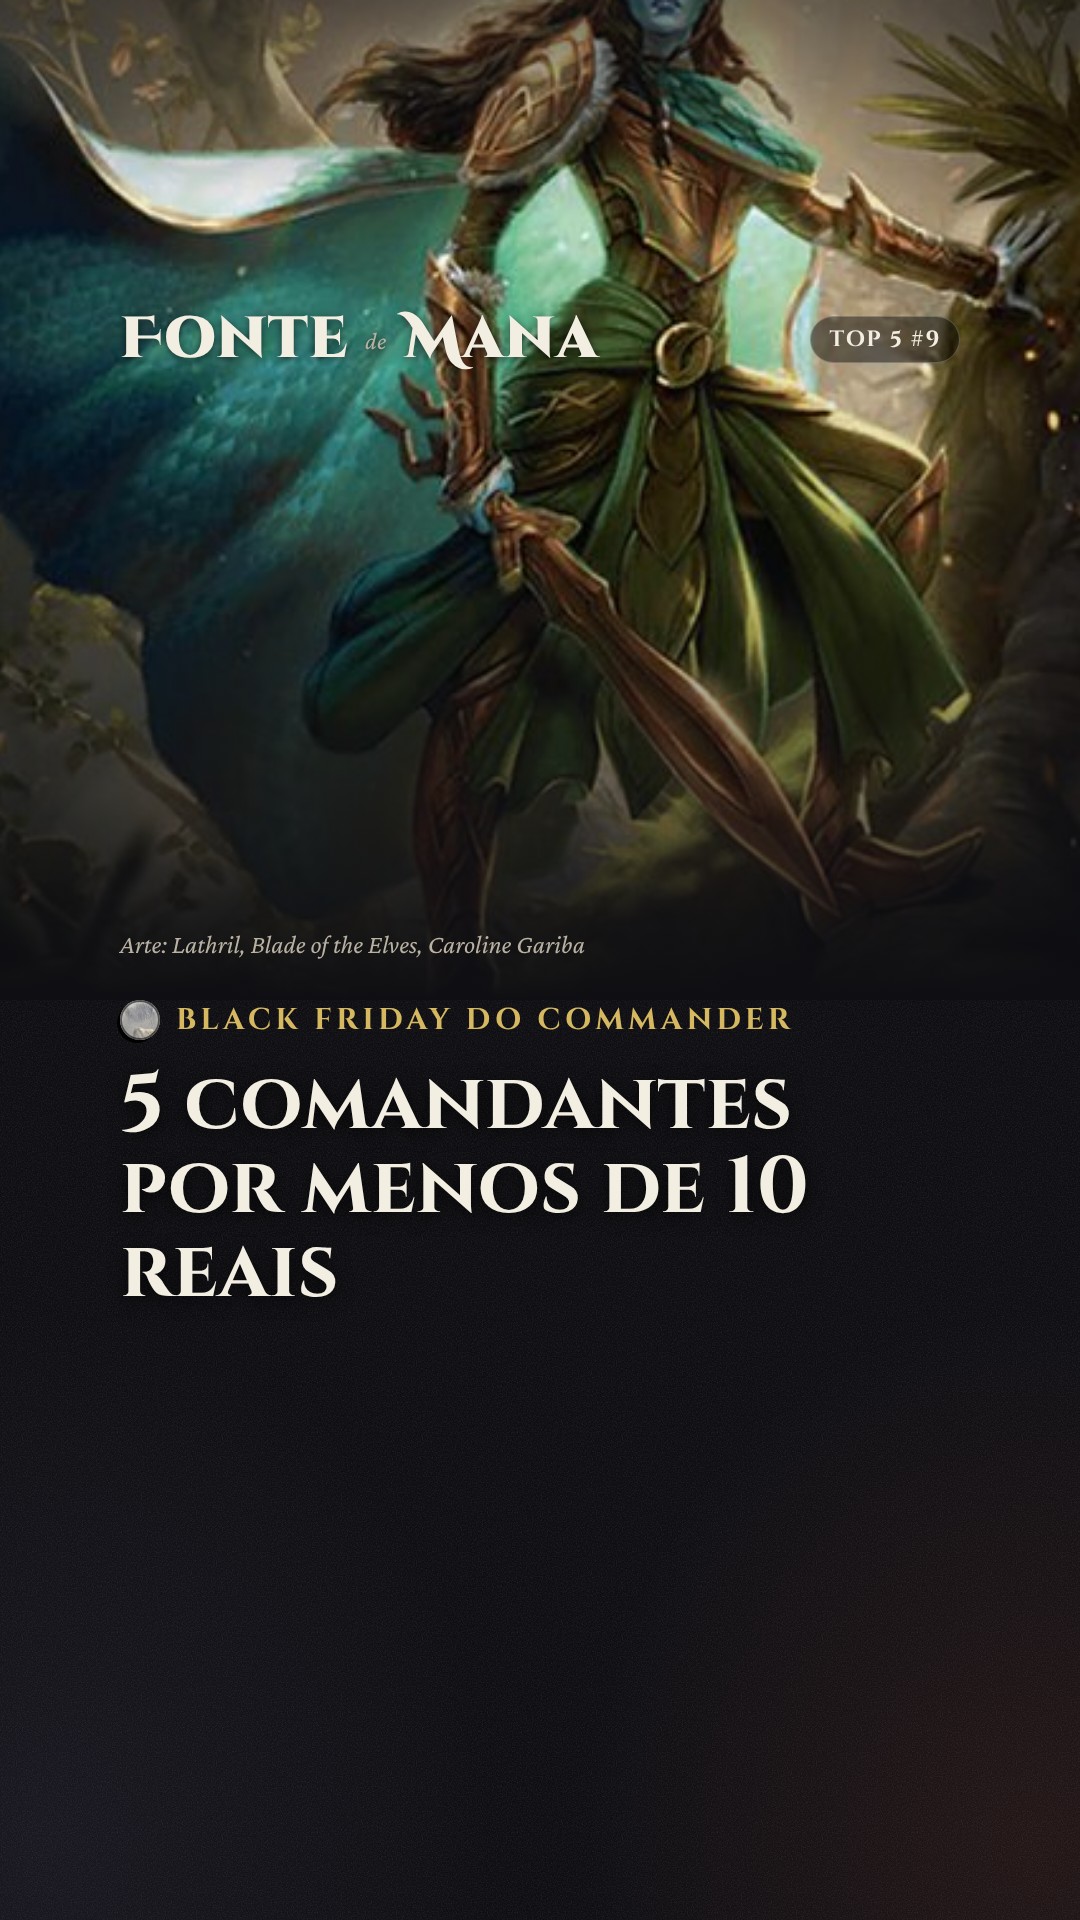 FONTE de MANA
TOP 5 #9
Arte: Lathril, Blade of the Elves, Caroline Gariba
BLACK FRIDAY DO COMMANDER
5 COMANDANTES
POR MENOS DE 10
REAIS